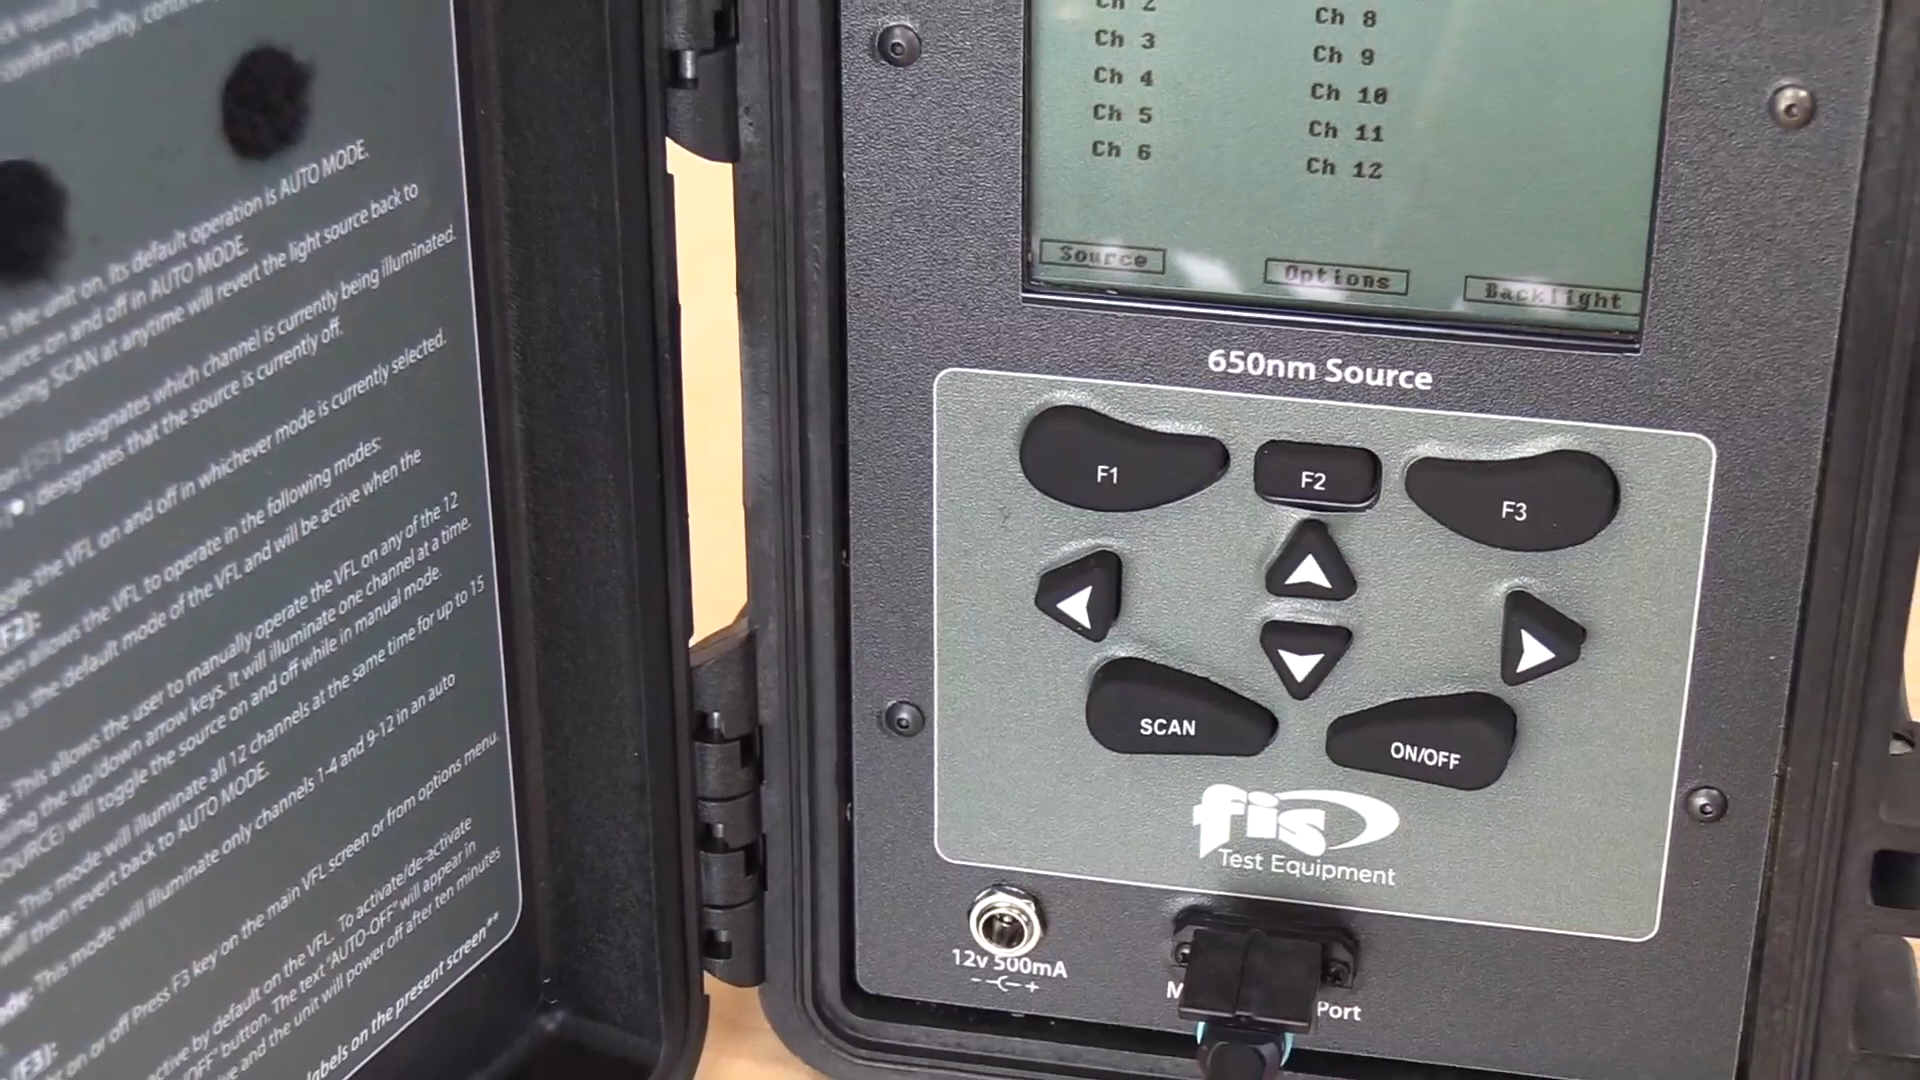 confirm polarity,
the unit on, its default operation is AUTO MODE.
source on and off in AUTO MODE.
SCAN at anytime will revert the light source back to
designates which channel is currently being illuminated.
designates that the source is currently off.
the VFL on and off in whichever mode is currently selected.
allows the VFL to operate in the following modes:
is the default mode of the VFL and will be active when the
This allows the user to manually operate the VFL on any of the 12
using the up/down arrow keys. It will illuminate one channel at a time.
will toggle the source on and off while in manual mode.
This mode will illuminate all 12 channels at the same time for up to 15
then revert back to AUTO MODE.
This mode will illuminate only channels 1-4 and 9-12 in an auto
on or off Press F3 key on the main VFL screen or from options menu.
active by default on the VFL. To activate/de-activate
button. The text "AUTO-OFF" will appear in
and the unit will power off after ten minutes
labels on the present screen**
Ch 2
Ch 3
Ch 4
Ch 5
Ch 6
Ch 8
Ch 9
Ch 10
Ch 11
Ch 12
Source
Options
Backlight
650nm Source
F1
F2
F3
SCAN
ON/OFF
fis
Test Equipment
12v 500mA
Port